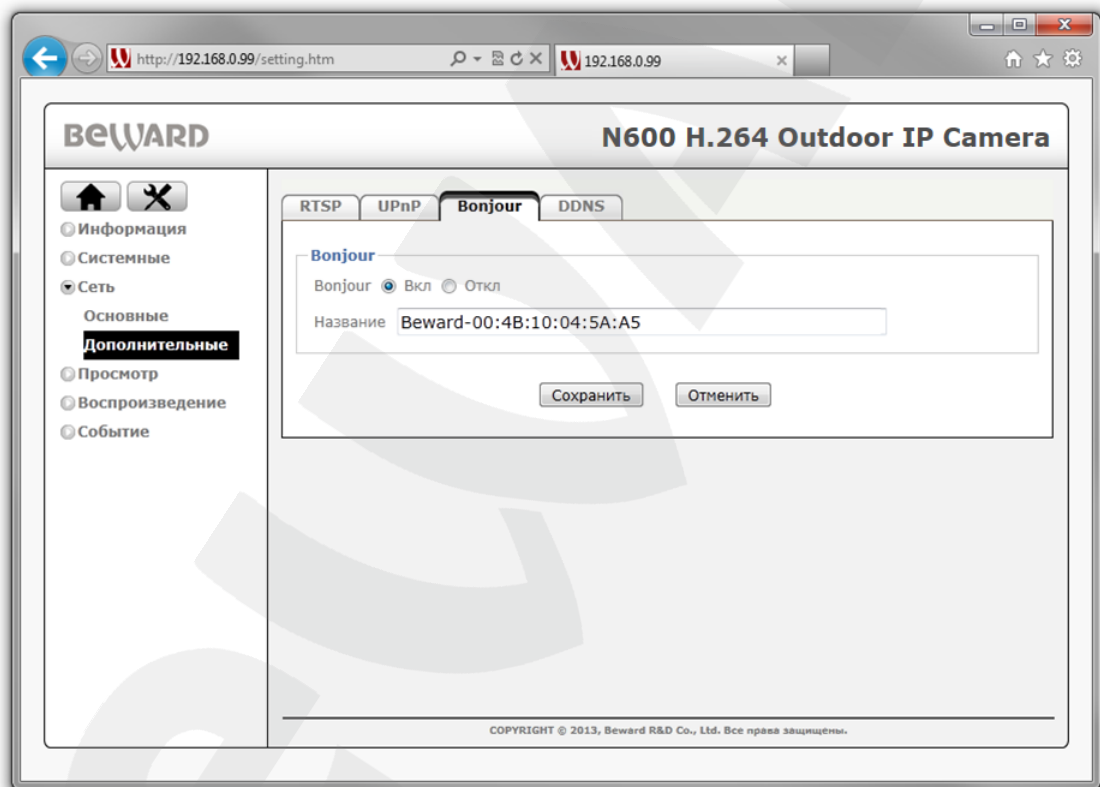 http://192.168.0.99/setting.htm
192.168.0.99
BEWARD
N600 H.264 Outdoor IP Camera
RTSP UPnP Bonjour DDNS
Информация
Системные
Сеть
Основные
Дополнительные
Просмотр
Воспроизведение
Событие
Bonjour
Bonjour Вкл Откл
Название Beward-00:4B:10:04:5A:A5
Сохранить Отменить
COPYRIGHT © 2013, Beward R&D Co., Ltd. Все права защищены.